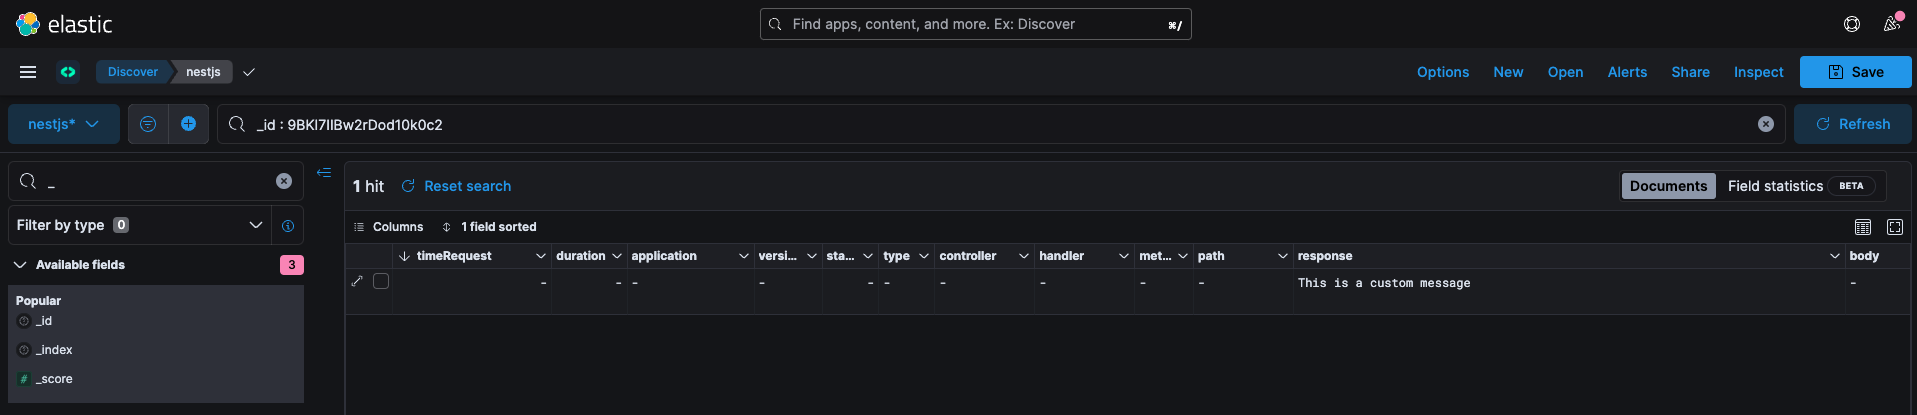 elastic
Find apps, content, and more. Ex: Discover
⌘/
Discover
nestjs
Options
New
Open
Alerts
Share
Inspect
Save
nestjs*
_id : 9BKl7IIBw2rDod10k0c2
Refresh
_
1 hit
Reset search
Documents
Field statistics
BETA
Filter by type 0
Columns
1 field sorted
Available fields
3
timeRequest
duration
application
versi...
sta...
type
controller
handler
met...
path
response
body
- - - - - - - - - - This is a custom message -
Popular
_id
_index
# _score